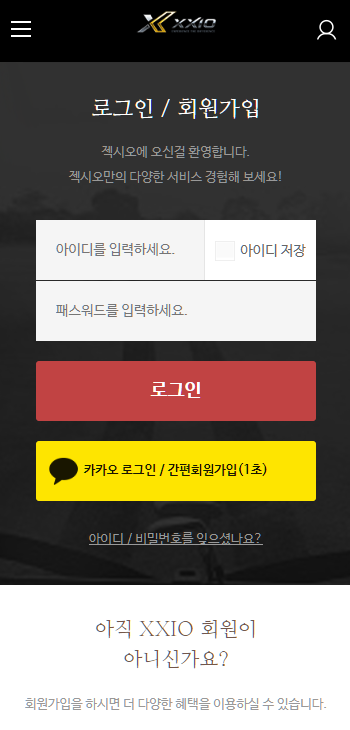 XXIO
로그인 / 회원가입
젝시오에 오신걸 환영합니다.
젝시오만의 다양한 서비스 경험해 보세요!
아이디를 입력하세요.
아이디 저장
패스워드를 입력하세요.
로그인
카카오 로그인 / 간편회원가입(1초)
아이디 / 비밀번호를 잊으셨나요?
아직 XXIO 회원이
아니신가요?
회원가입을 하시면 더 다양한 혜택을 이용하실 수 있습니다.